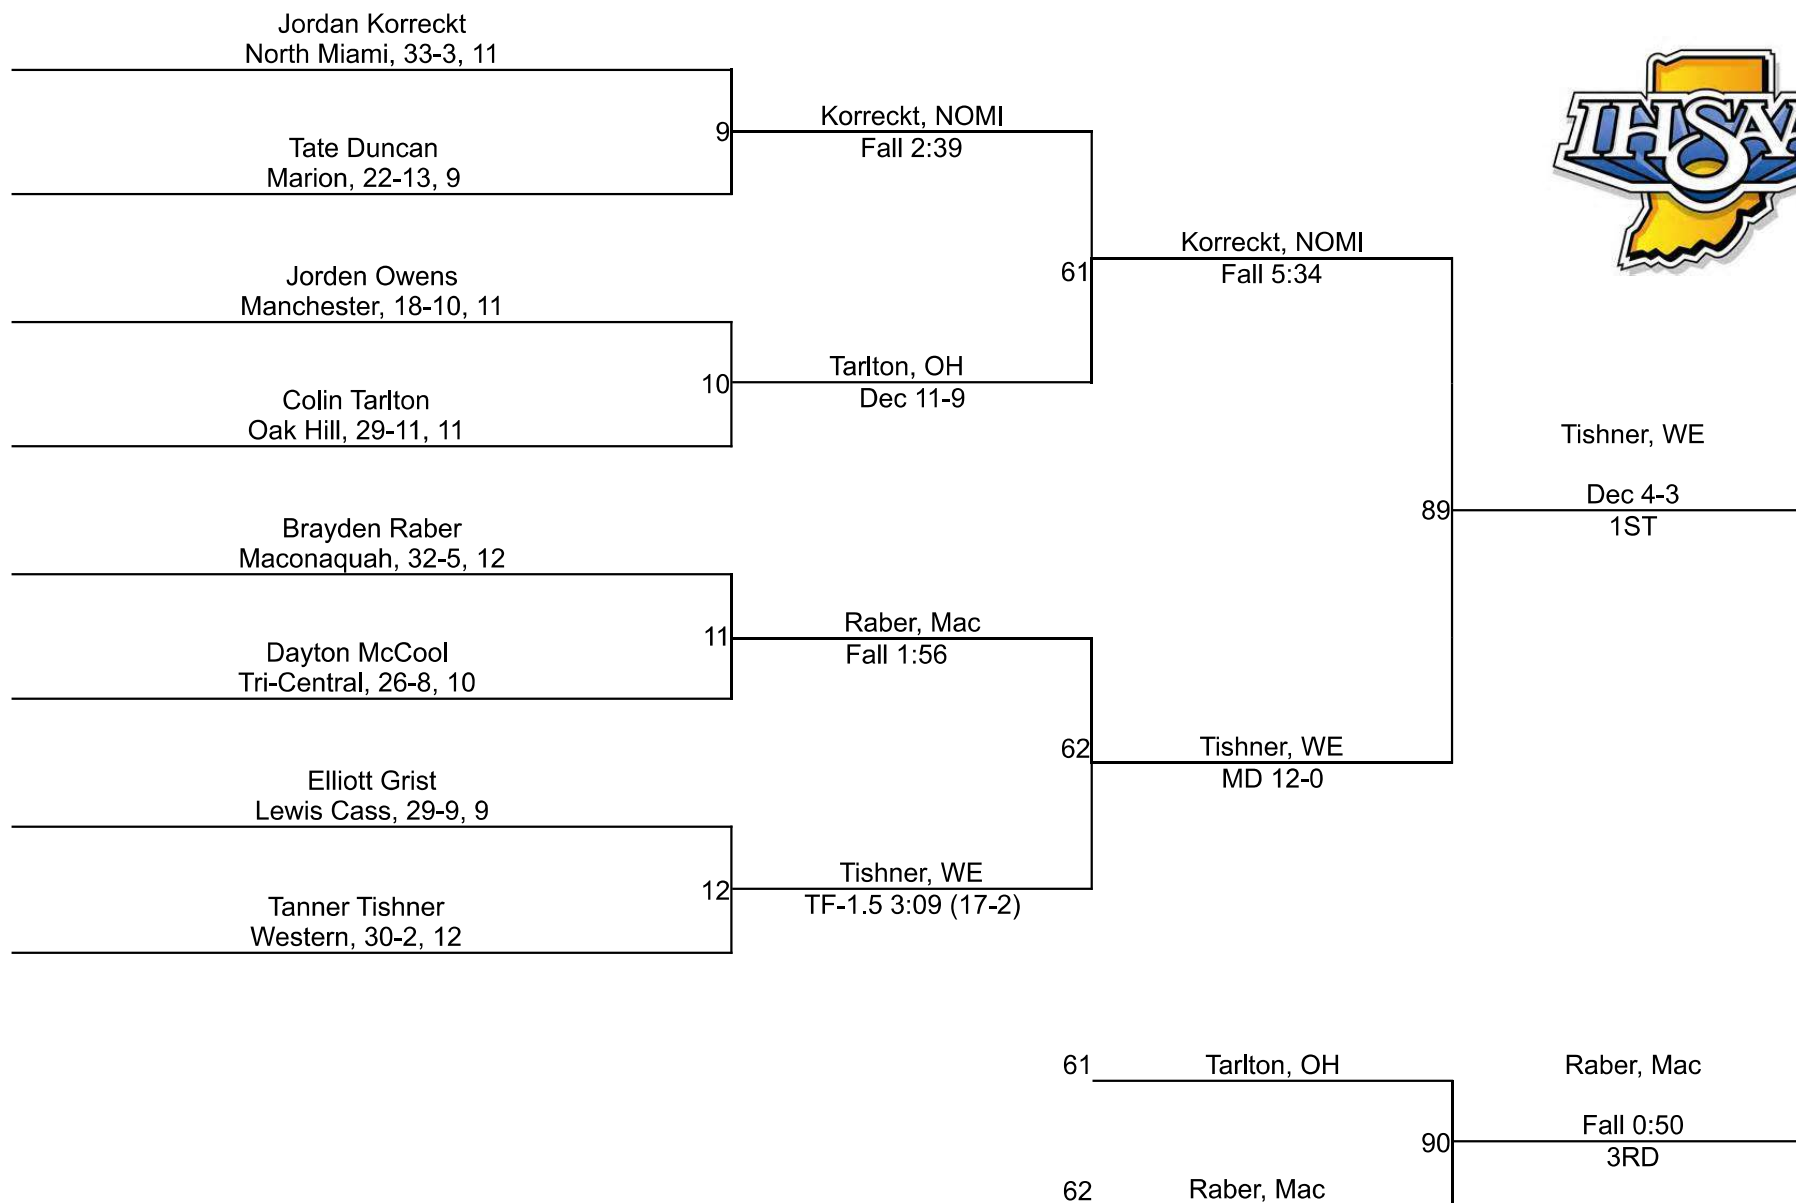 Jordan Korreckt
North Miami, 33-3, 11
9
Korreckt, NOMI
Fall 2:39
Tate Duncan
Marion, 22-13, 9
IHSAA
61
Korreckt, NOMI
Fall 5:34
Jorden Owens
Manchester, 18-10, 11
10
Tarlton, OH
Dec 11-9
Colin Tarlton
Oak Hill, 29-11, 11
89
Tishner, WE
Dec 4-3
1ST
Brayden Raber
Maconaquah, 32-5, 12
11
Raber, Mac
Fall 1:56
Dayton McCool
Tri-Central, 26-8, 10
62
Tishner, WE
MD 12-0
Elliott Grist
Lewis Cass, 29-9, 9
12
Tishner, WE
TF-1.5 3:09 (17-2)
Tanner Tishner
Western, 30-2, 12
61
Tarlton, OH
90
Raber, Mac
Fall 0:50
3RD
62
Raber, Mac